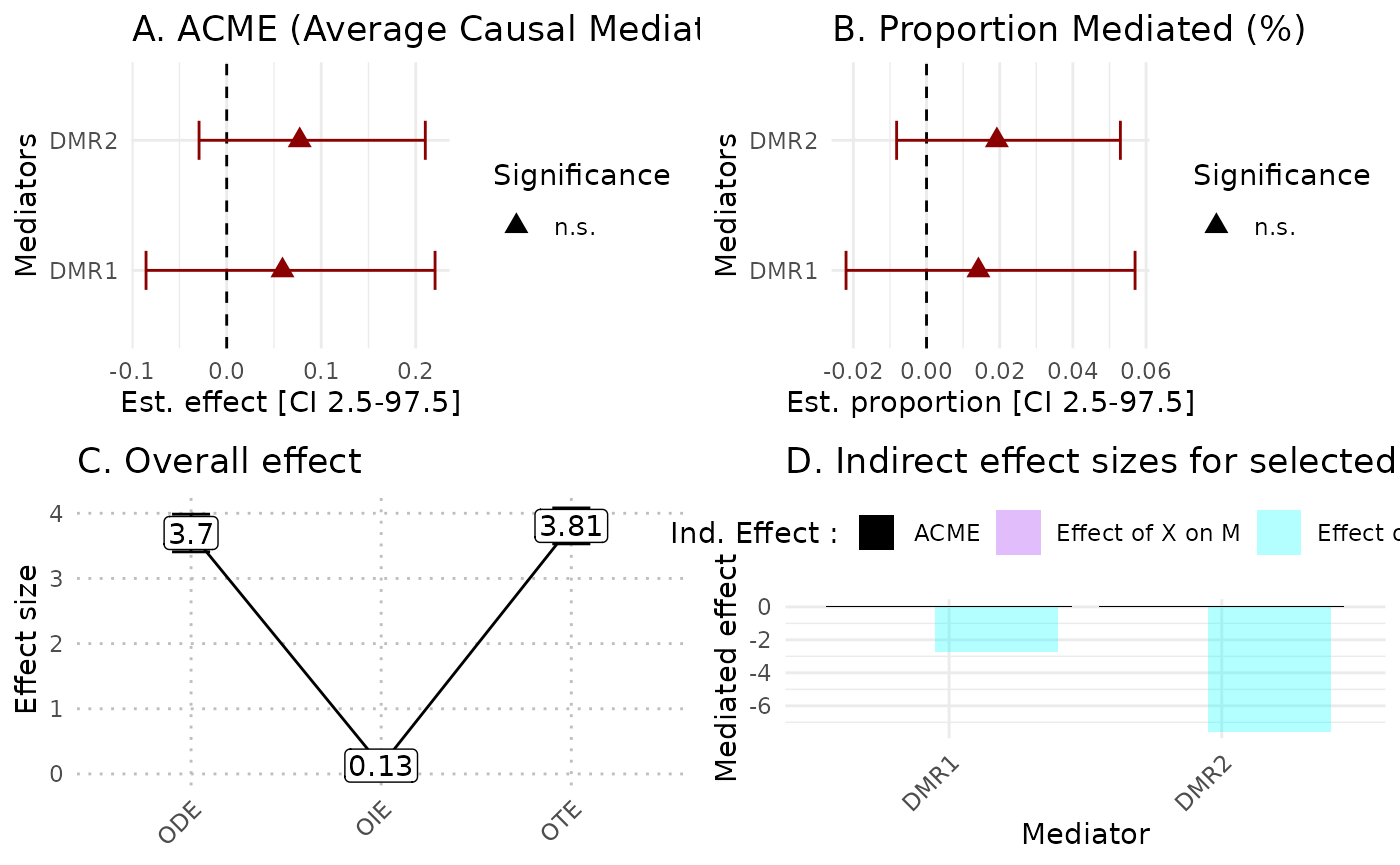 A. ACME (Average Causal Mediat
Mediators
DMR2
DMR1
-0.1 0.0 0.1 0.2
Est. effect [CI 2.5-97.5]
Significance
n.s.
B. Proportion Mediated (%)
Mediators
DMR2
DMR1
-0.02 0.00 0.02 0.04 0.06
Est. proportion [CI 2.5-97.5]
Significance
n.s.
C. Overall effect
Effect size
4
3
2
1
0
3.7
0.13
3.81
ODE OIE OTE
D. Indirect effect sizes for selected
Ind. Effect : ACME Effect of X on M Effect o
Mediated effect
0
-2
-4
-6
DMR1 DMR2
Mediator